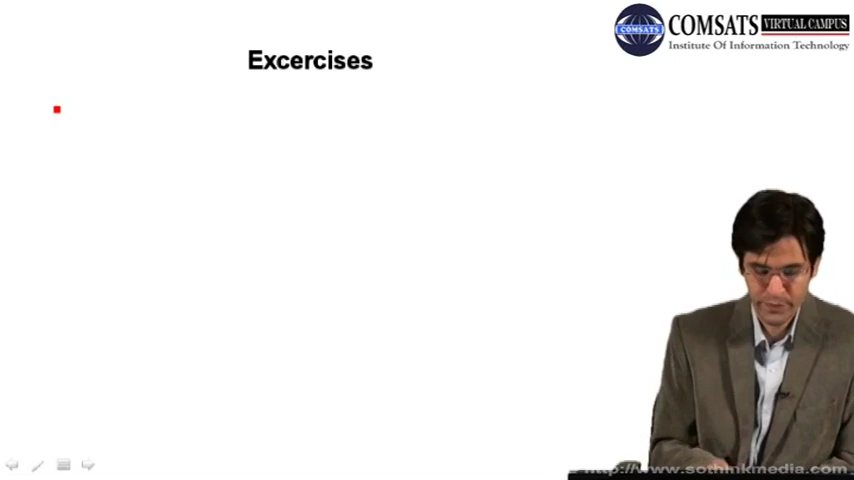 COMSATS VIRTUAL CAMPUS
COMSATS
Institute Of Information Technology
Excercises
http://www.sothinkmedia.com